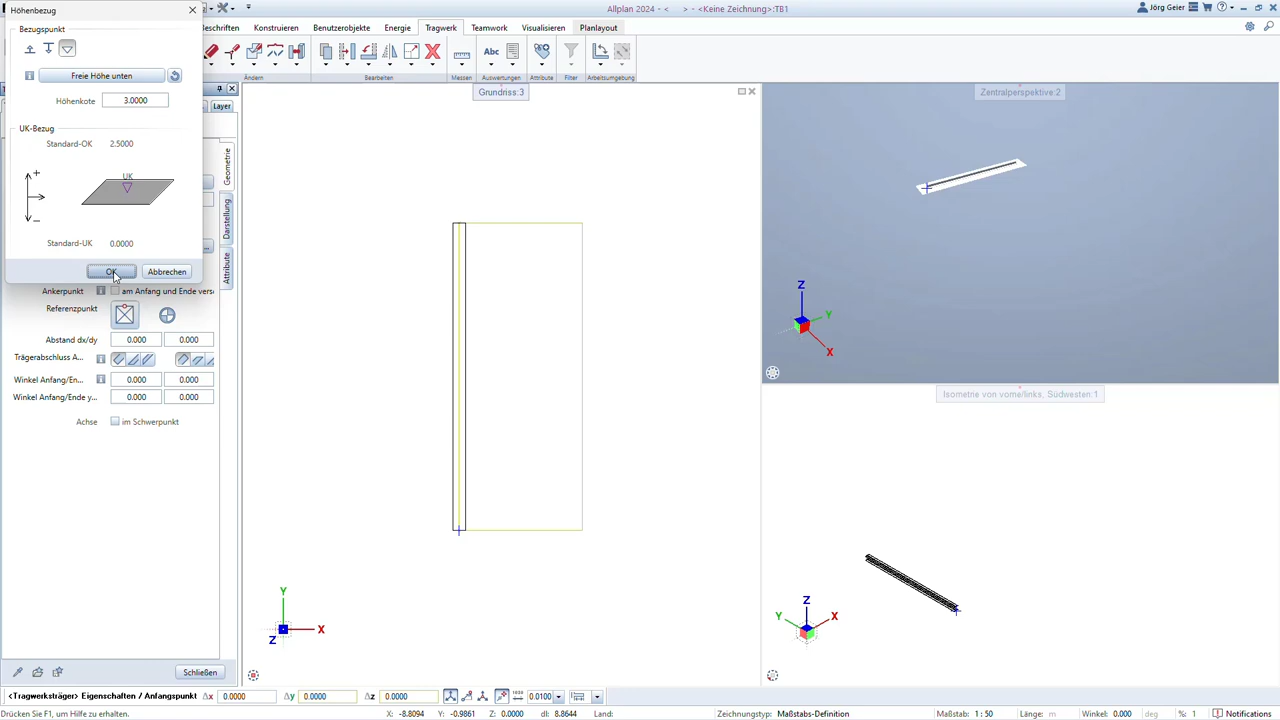 Höhenbezug
Allplan 2024 - < > - <Keine Zeichnung>:TB1
Jörg Geier
Bezugspunkt
Beschriften Konstruieren Benutzerobjekte Energie Tragwerk Teamwork Visualisieren Planlayout
Abc
Ändern Bearbeiten Messen Auswertungen Attribute Filter Arbeitsumgebung
Freie Höhe unten
Höhenkote 3.0000
Layer
Grundriss:3
Zentralperspektive:2
UK-Bezug
Standard-OK 2.5000
UK
+
–
Standard-UK 0.0000
OK Abbrechen
Geometrie
Darstellung
Attribute
Ankerpunkt am Anfang und Ende vers
Referenzpunkt
Abstand dx/dy 0.000 0.000
Trägerabschluss A...
Winkel Anfang/En... 0.000 0.000
Winkel Anfang/Ende y... 0.000 0.000
Achse im Schwerpunkt
Z
Y
X
Isometrie von vorne/links, Südwesten:1
Y
X
Z
Z
Y
X
Schließen
<Tragwerksträger> Eigenschaften / Anfangspunkt Δx 0.0000 Δy 0.0000 Δz 0.0000 0.0100
Drücken Sie F1, um Hilfe zu erhalten. X: -8.8094 Y: -0.9861 Z: 0.0000 dl: 8.8644 Land: Zeichnungstyp: Maßstabs-Definition Maßstab: 1 : 50 Länge: m Winkel: 0.000 deg %: 2 Notifications